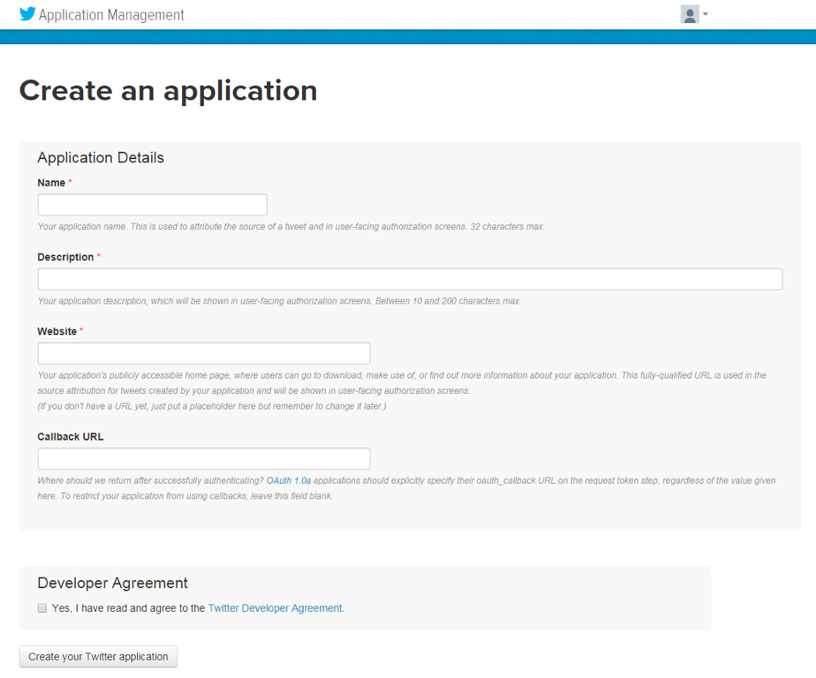 Application Management
Create an application
Application Details
Name *
Your application name. This is used to attribute the source of a tweet and in user-facing authorization screens. 32 characters max.
Description *
Your application description, which will be shown in user-facing authorization screens. Between 10 and 200 characters max.
Website *
Your application's publicly accessible home page, where users can go to download, make use of, or find out more information about your application. This fully-qualified URL is used in the
source attribution for tweets created by your application and will be shown in user-facing authorization screens.
(If you don't have a URL yet, just put a placeholder here but remember to change it later.)
Callback URL
Where should we return after successfully authenticating? OAuth 1.0a applications should explicitly specify their oauth_callback URL on the request token step, regardless of the value given
here. To restrict your application from using callbacks, leave this field blank.
Developer Agreement
Yes, I have read and agree to the Twitter Developer Agreement.
Create your Twitter application